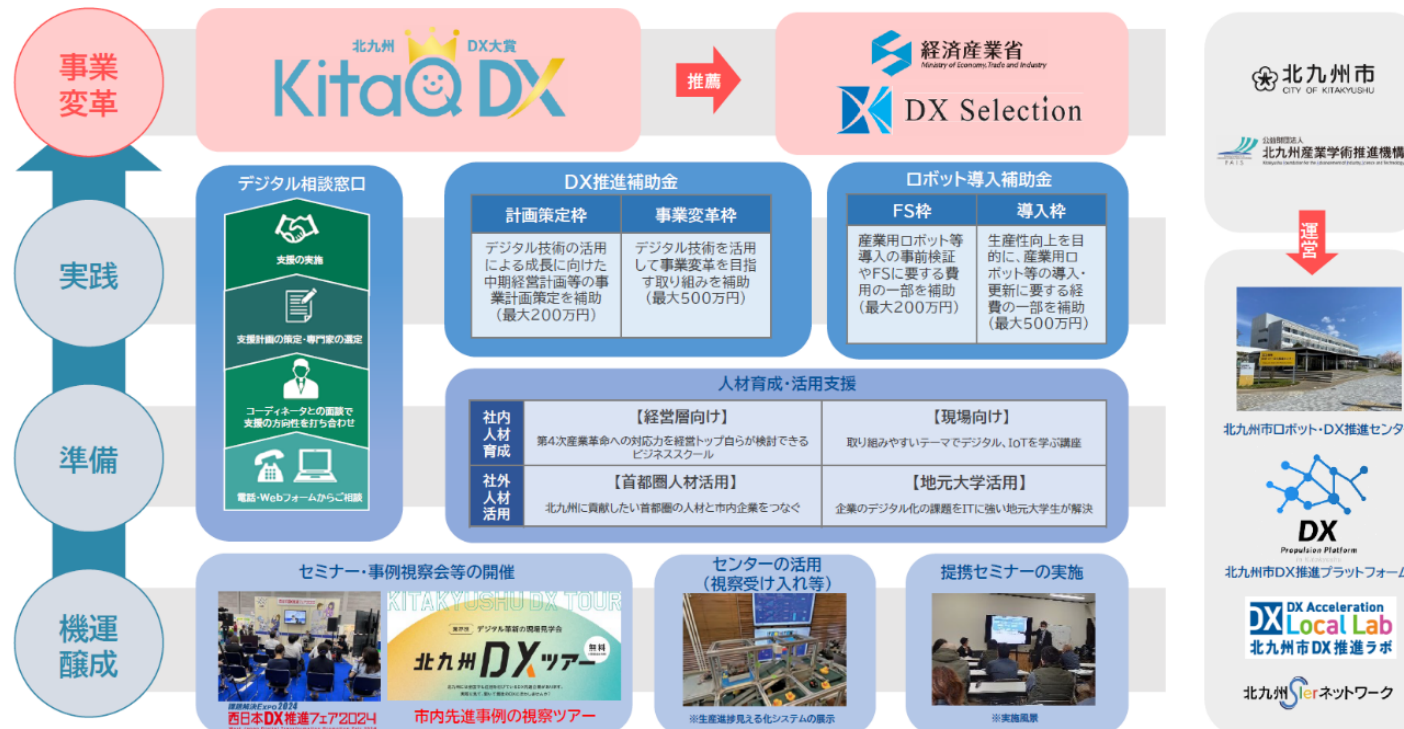 事業
変革
実践
準備
機運
醸成
北九州 DX大賞
KitaQ DX
推薦
経済産業省
Ministry of Economy, Trade and Industry
DX Selection
デジタル相談窓口
支援の実施
支援計画の策定・専門家の選定
コーディネータとの面談で
支援の方向性を打ち合わせ
電話・Webフォームからご相談
DX推進補助金
計画策定枠
事業変革枠
デジタル技術の活用
による成長に向けた
中期経営計画等の事
業計画策定を補助
(最大200万円)
デジタル技術を活用
して事業変革を目指
す取り組みを補助
(最大500万円)
ロボット導入補助金
FS枠
導入枠
産業用ロボット等
導入の事前検証
やFSに要する費
用の一部を補助
(最大200万円)
生産性向上を目
的に、産業用ロ
ボット等の導入・
更新に要する経
費の一部を補助
(最大500万円)
人材育成・活用支援
社内
人材
育成
【経営層向け】
第4次産業革命への対応力を経営トップ自らが検討できる
ビジネススクール
【現場向け】
取り組みやすいテーマでデジタル、IoTを学ぶ講座
社外
人材
活用
【首都圏人材活用】
北九州に貢献したい首都圏の人材と市内企業をつなぐ
【地元大学活用】
企業のデジタル化の課題をITに強い地元大学生が解決
セミナー・事例視察会等の開催
課題解決Expo2024
西日本DX推進フェア2024
KITAKYUSHU DX TOUR
デジタル革新の現場見学会
無料
北九州DXツアー
市内先進事例の視察ツアー
センターの活用
(視察受け入れ等)
※生産進捗見える化システムの展示
提携セミナーの実施
※実施風景
北九州市
CITY OF KITAKYUSHU
公益財団法人
北九州産業学術推進機構
FAIS
運営
北九州市ロボット・DX推進センター
DX
Propulsion Platform
北九州市DX推進プラットフォーム
DX DX Acceleration
Local Lab
北九州市DX推進ラボ
北九州SIerネットワーク